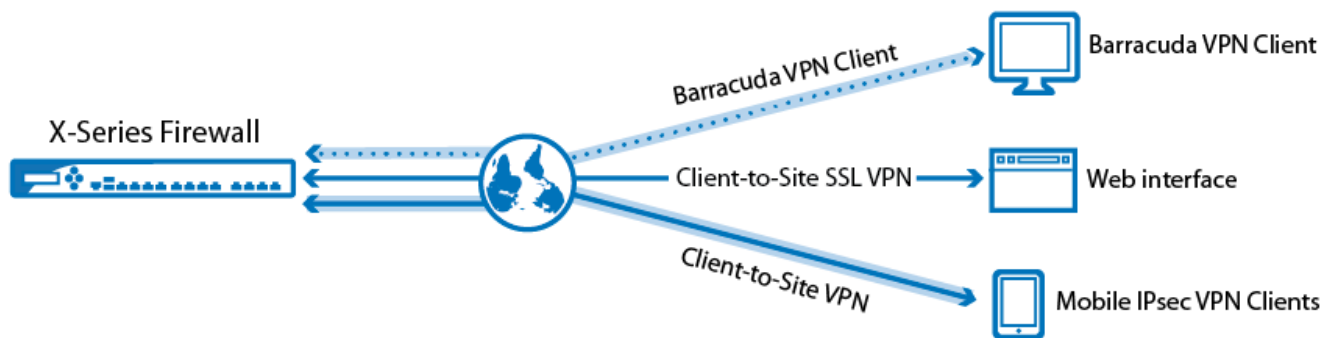 Barracuda VPN Client
Barracuda VPN Client
X-Series Firewall
Client-to-Site SSL VPN
Web interface
Client-to-Site VPN
Mobile IPsec VPN Clients